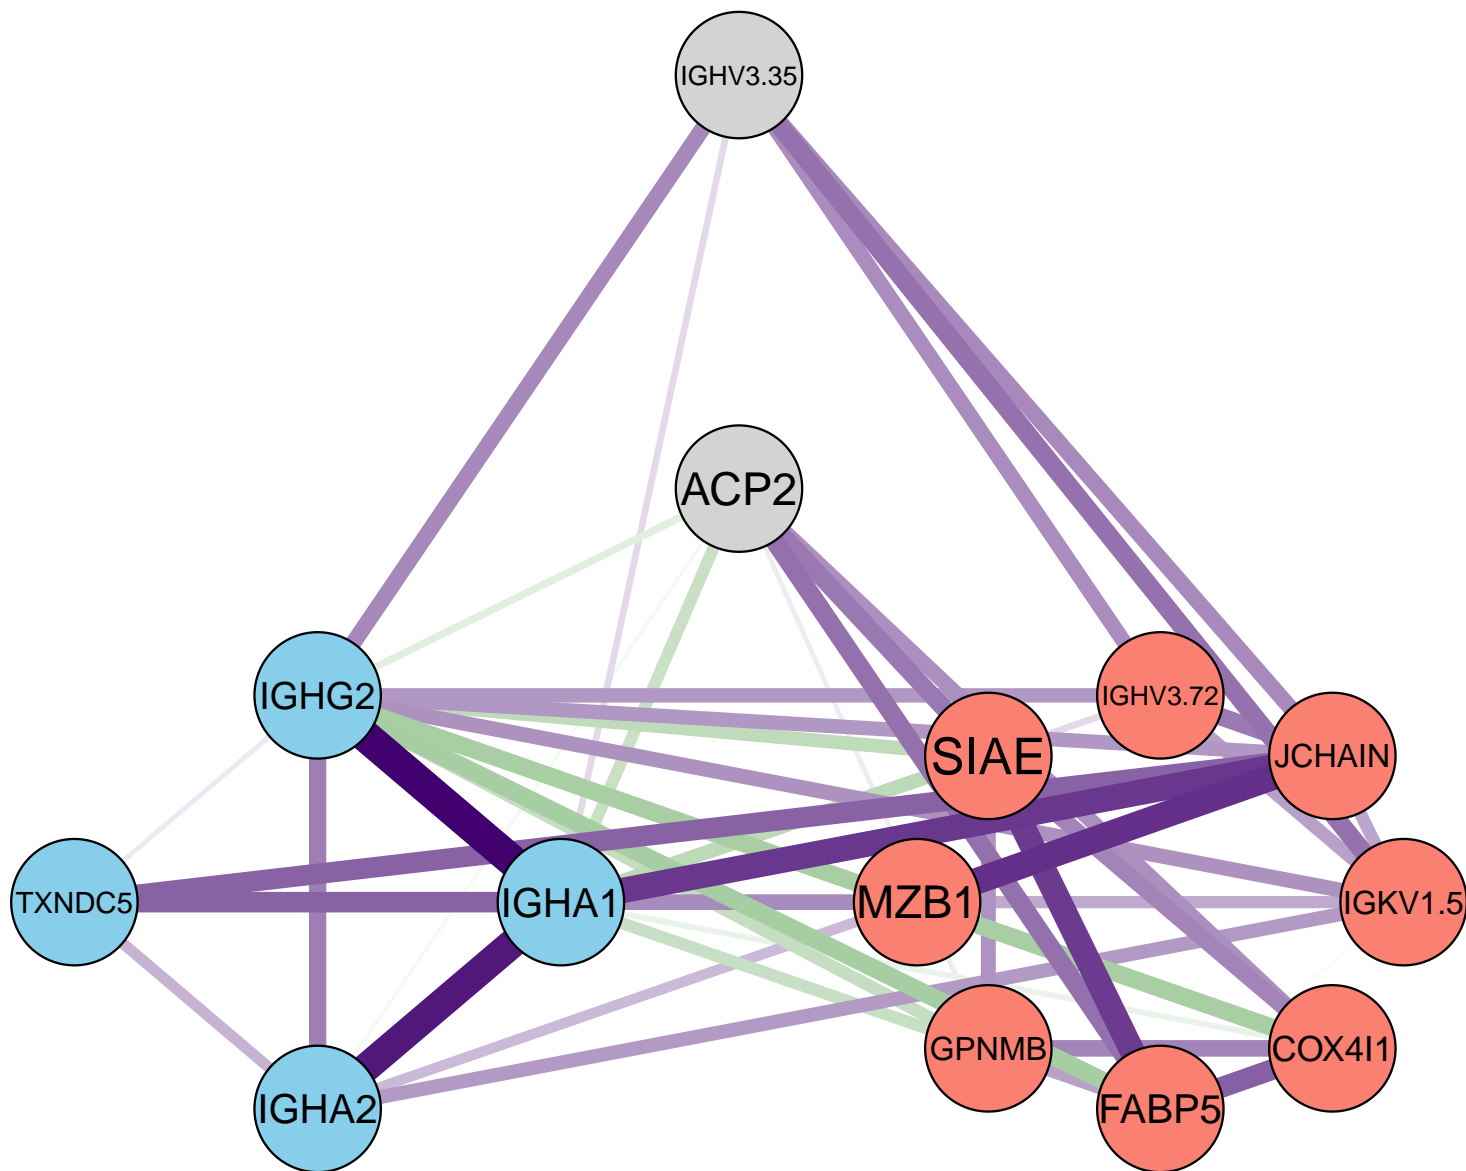 IGHV3.35
ACP2
IGHG2
IGHV3.72
SIAE
JCHAIN
TXNDC5
IGHA1
MZB1
IGKV1.5
GPNMB
COX4I1
IGHA2
FABP5